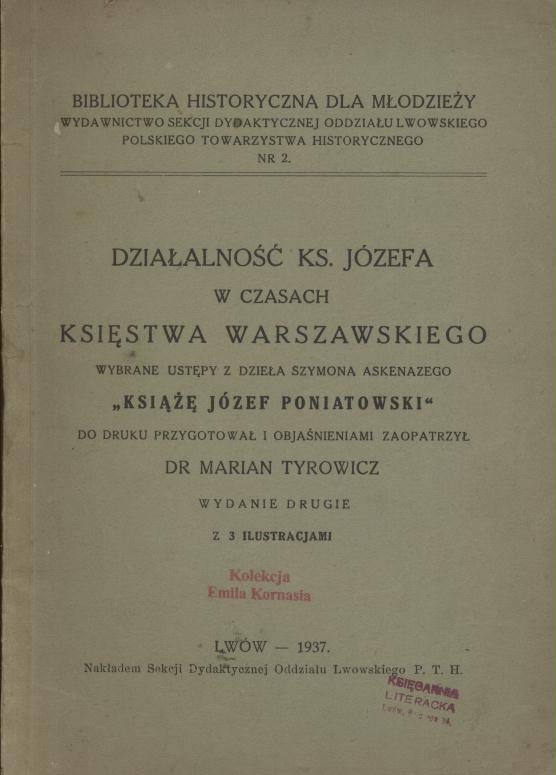 BIBLIOTEKA HISTORYCZNA DLA MŁODZIEŻY
WYDAWNICTWO SEKCJI DYDAKTYCZNEJ ODDZIAŁU LWOWSKIEGO
POLSKIEGO TOWARZYSTWA HISTORYCZNEGO
NR 2.
DZIAŁALNOŚĆ KS. JÓZEFA
W CZASACH
KSIĘSTWA WARSZAWSKIEGO
WYBRANE USTĘPY Z DZIEŁA SZYMONA ASKENAZEGO
„KSIĄŻĘ JÓZEF PONIATOWSKI“
DO DRUKU PRZYGOTOWAŁ I OBJAŚNIENIAMI ZAOPATRZYŁ
DR MARIAN TYROWICZ
WYDANIE DRUGIE
Z 3 ILUSTRACJAMI
Kolekcja
Emila Kornasia
LWÓW — 1937.
Nakładem Sekcji Dydaktycznej Oddziału Lwowskiego P. T. H.
KSIĘGARNIA
LITERACKA
Lwów,